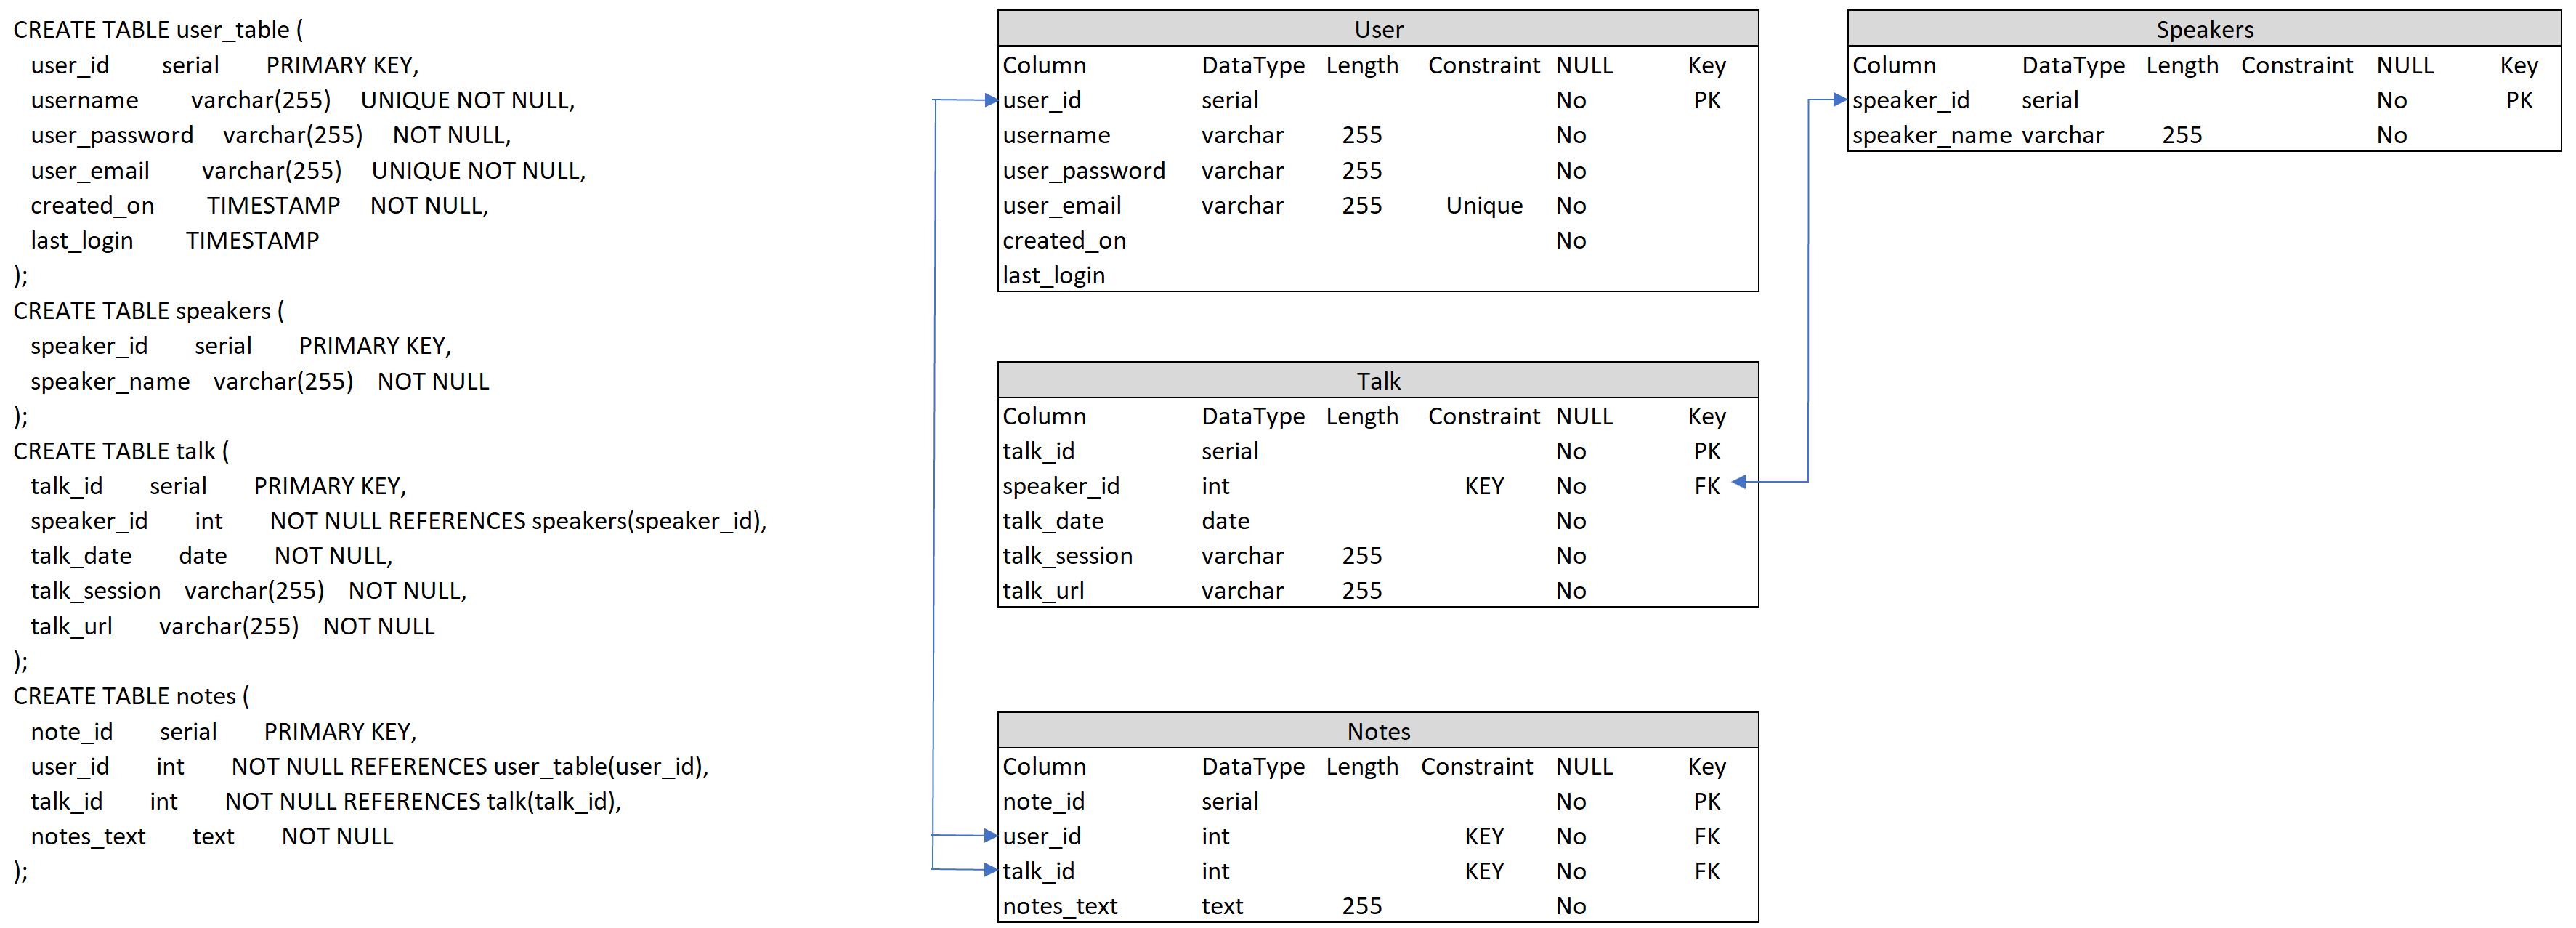 CREATE TABLE user_table (
user_id serial PRIMARY KEY,
username varchar(255) UNIQUE NOT NULL,
user_password varchar(255) NOT NULL,
user_email varchar(255) UNIQUE NOT NULL,
created_on TIMESTAMP NOT NULL,
last_login TIMESTAMP
);
CREATE TABLE speakers (
speaker_id serial PRIMARY KEY,
speaker_name varchar(255) NOT NULL
);
CREATE TABLE talk (
talk_id serial PRIMARY KEY,
speaker_id int NOT NULL REFERENCES speakers(speaker_id),
talk_date date NOT NULL,
talk_session varchar(255) NOT NULL,
talk_url varchar(255) NOT NULL
);
CREATE TABLE notes (
note_id serial PRIMARY KEY,
user_id int NOT NULL REFERENCES user_table(user_id),
talk_id int NOT NULL REFERENCES talk(talk_id),
notes_text text NOT NULL
);
User
Column DataType Length Constraint NULL Key
user_id serial No PK
username varchar 255 No
user_password varchar 255 No
user_email varchar 255 Unique No
created_on No
last_login
Talk
Column DataType Length Constraint NULL Key
talk_id serial No PK
speaker_id int KEY No FK
talk_date date No
talk_session varchar 255 No
talk_url varchar 255 No
Notes
Column DataType Length Constraint NULL Key
note_id serial No PK
user_id int KEY No FK
talk_id int KEY No FK
notes_text text 255 No
Speakers
Column DataType Length Constraint NULL Key
speaker_id serial No PK
speaker_name varchar 255 No